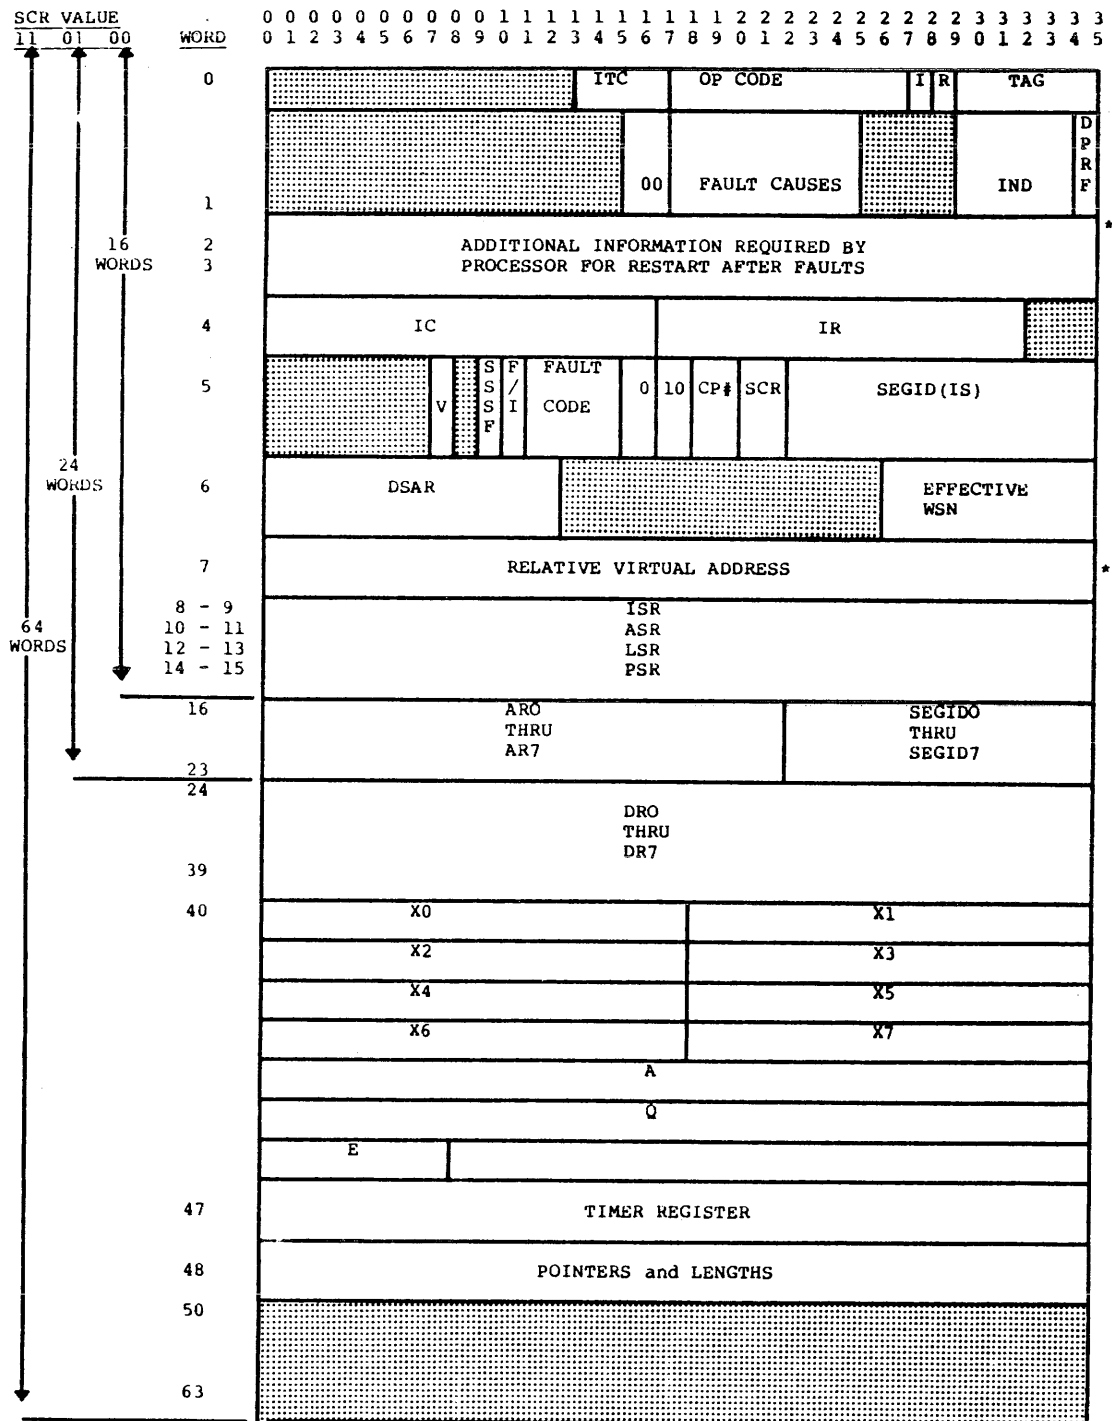 SCR VALUE
11 01 00 WORD
0 0 0 0 0 0 0 0 0 0 1 1 1 1 1 1 1 1 1 1 2 2 2 2 2 2 2 2 2 2 3 3 3 3 3 3
0 1 2 3 4 5 6 7 8 9 0 1 2 3 4 5 6 7 8 9 0 1 2 3 4 5 6 7 8 9 0 1 2 3 4 5
0 ITC OP CODE I R TAG
1 00 FAULT CAUSES IND DPRF
*
16 WORDS
2 ADDITIONAL INFORMATION REQUIRED BY
3 PROCESSOR FOR RESTART AFTER FAULTS
4 IC IR
5 V SSSF F/I FAULT CODE 0 10 CP# SCR SEGID(IS)
24 WORDS
6 DSAR EFFECTIVE WSN
7 RELATIVE VIRTUAL ADDRESS *
64 WORDS
8 - 9 ISR
10 - 11 ASR
12 - 13 LSR
14 - 15 PSR
16 ARO SEGIDO
THRU THRU
AR7 SEGID7
23
24
DRO
THRU
DR7
39
40 X0 X1
X2 X3
X4 X5
X6 X7
A
Q
E
47 TIMER REGISTER
48 POINTERS and LENGTHS
50
63